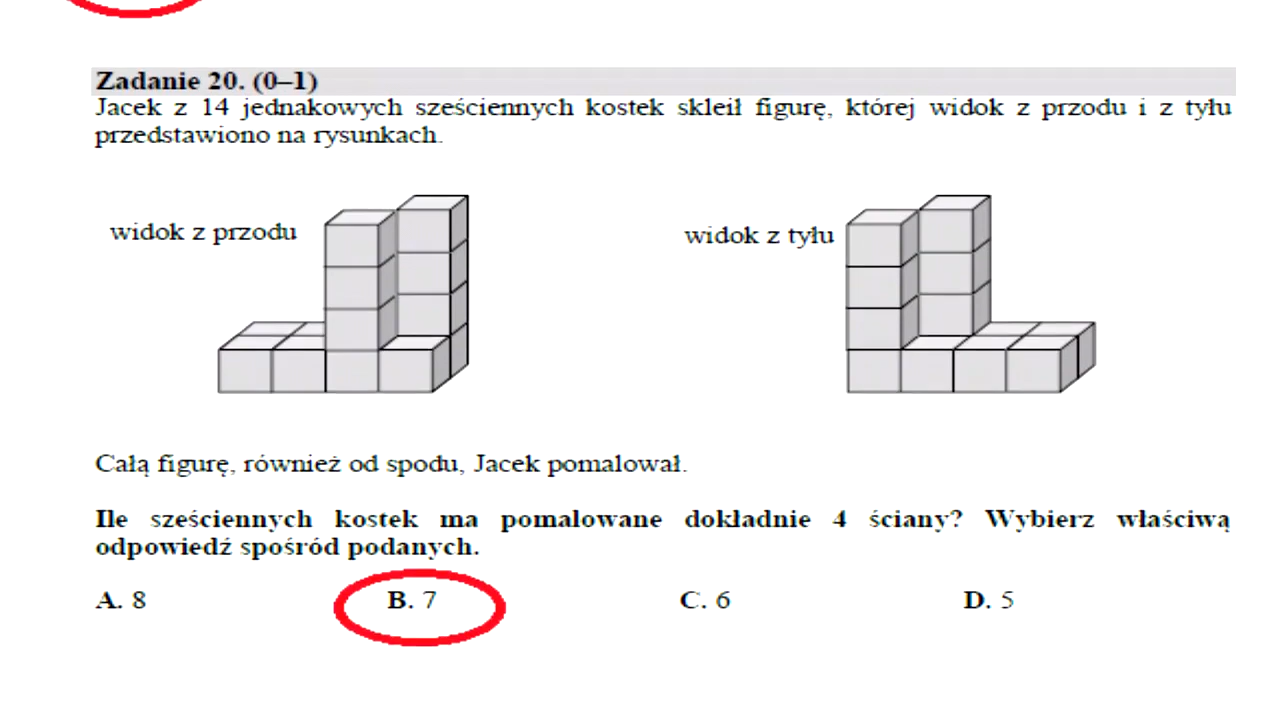 Zadanie 20. (0–1)
Jacek z 14 jednakowych sześciennych kostek skleił figurę, której widok z przodu i z tyłu
przedstawiono na rysunkach.
widok z przodu
widok z tyłu
Całą figurę, również od spodu, Jacek pomalował.
Ile sześciennych kostek ma pomalowane dokładnie 4 ściany? Wybierz właściwą
odpowiedź spośród podanych.
A. 8 B. 7 C. 6 D. 5